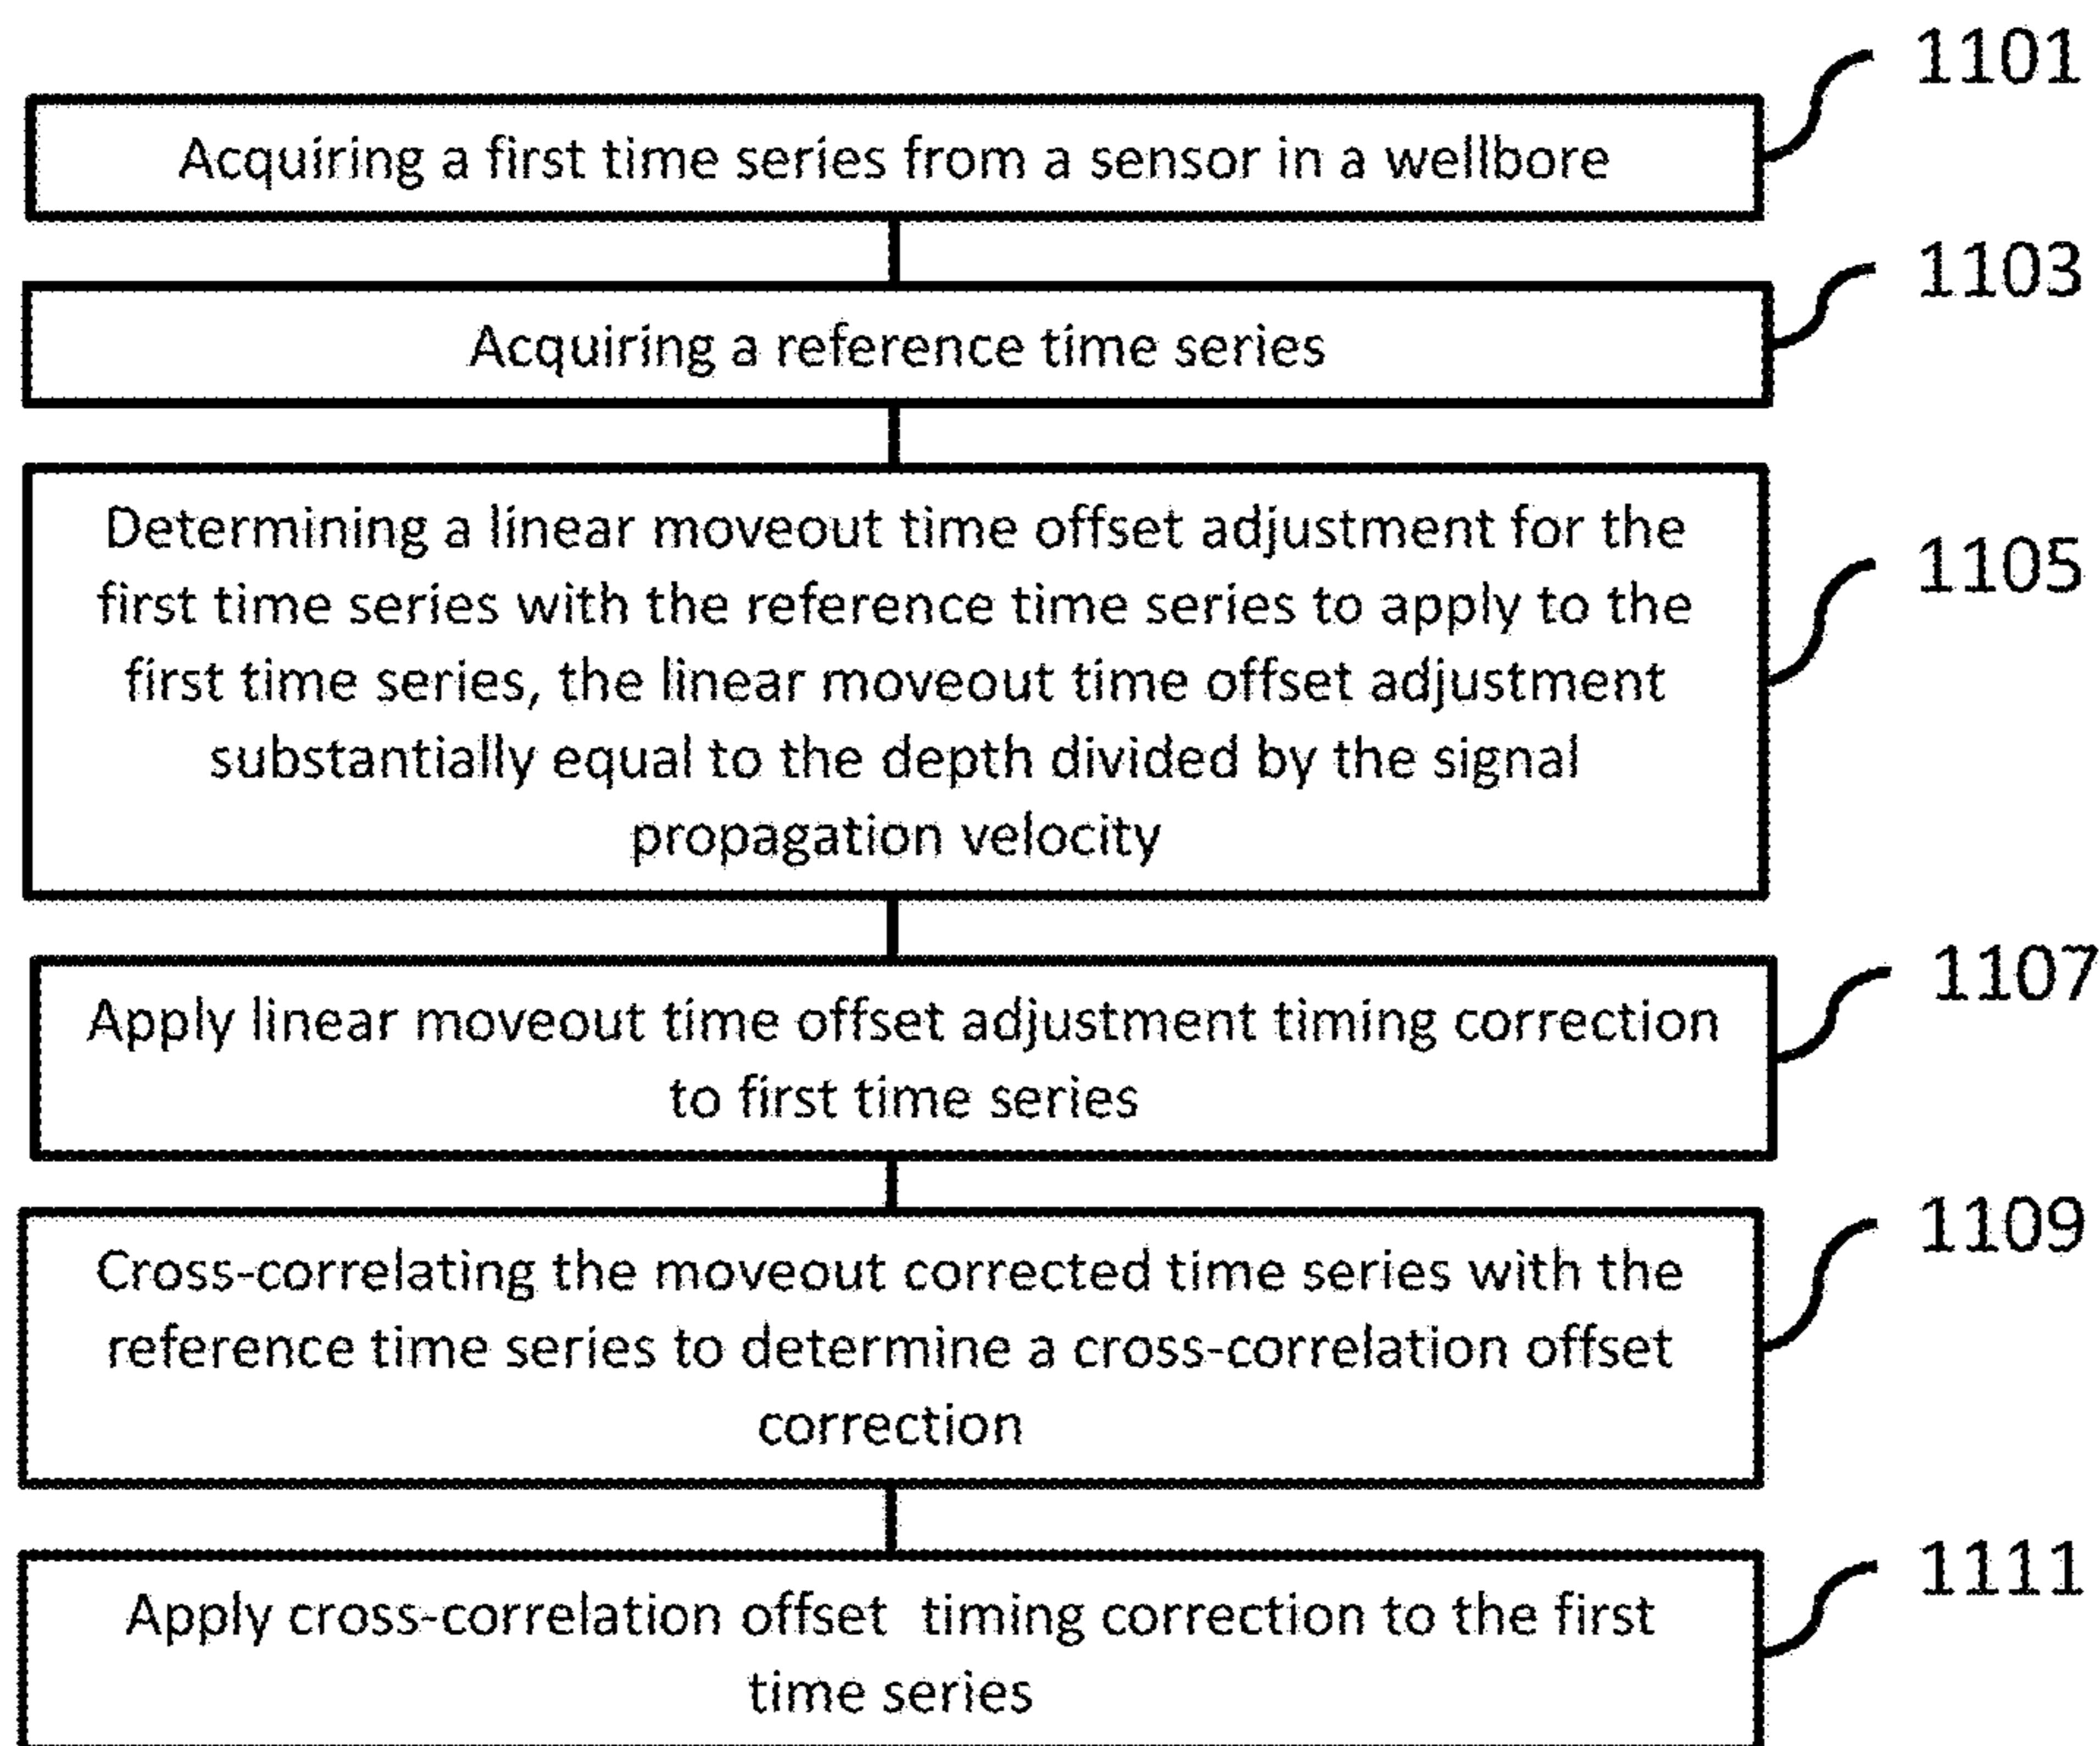 1101
Acquiring a first time series from a sensor in a wellbore
1103
Acquiring a reference time series
Determining a linear moveout time offset adjustment for the
first time series with the reference time series to apply to the
first time series, the linear moveout time offset adjustment
substantially equal to the depth divided by the signal
propagation velocity
1105
Apply linear moveout time offset adjustment timing correction
to first time series
1107
Cross-correlating the moveout corrected time series with the
reference time series to determine a cross-correlation offset
correction
1109
Apply cross-correlation offset timing correction to the first
time series
1111